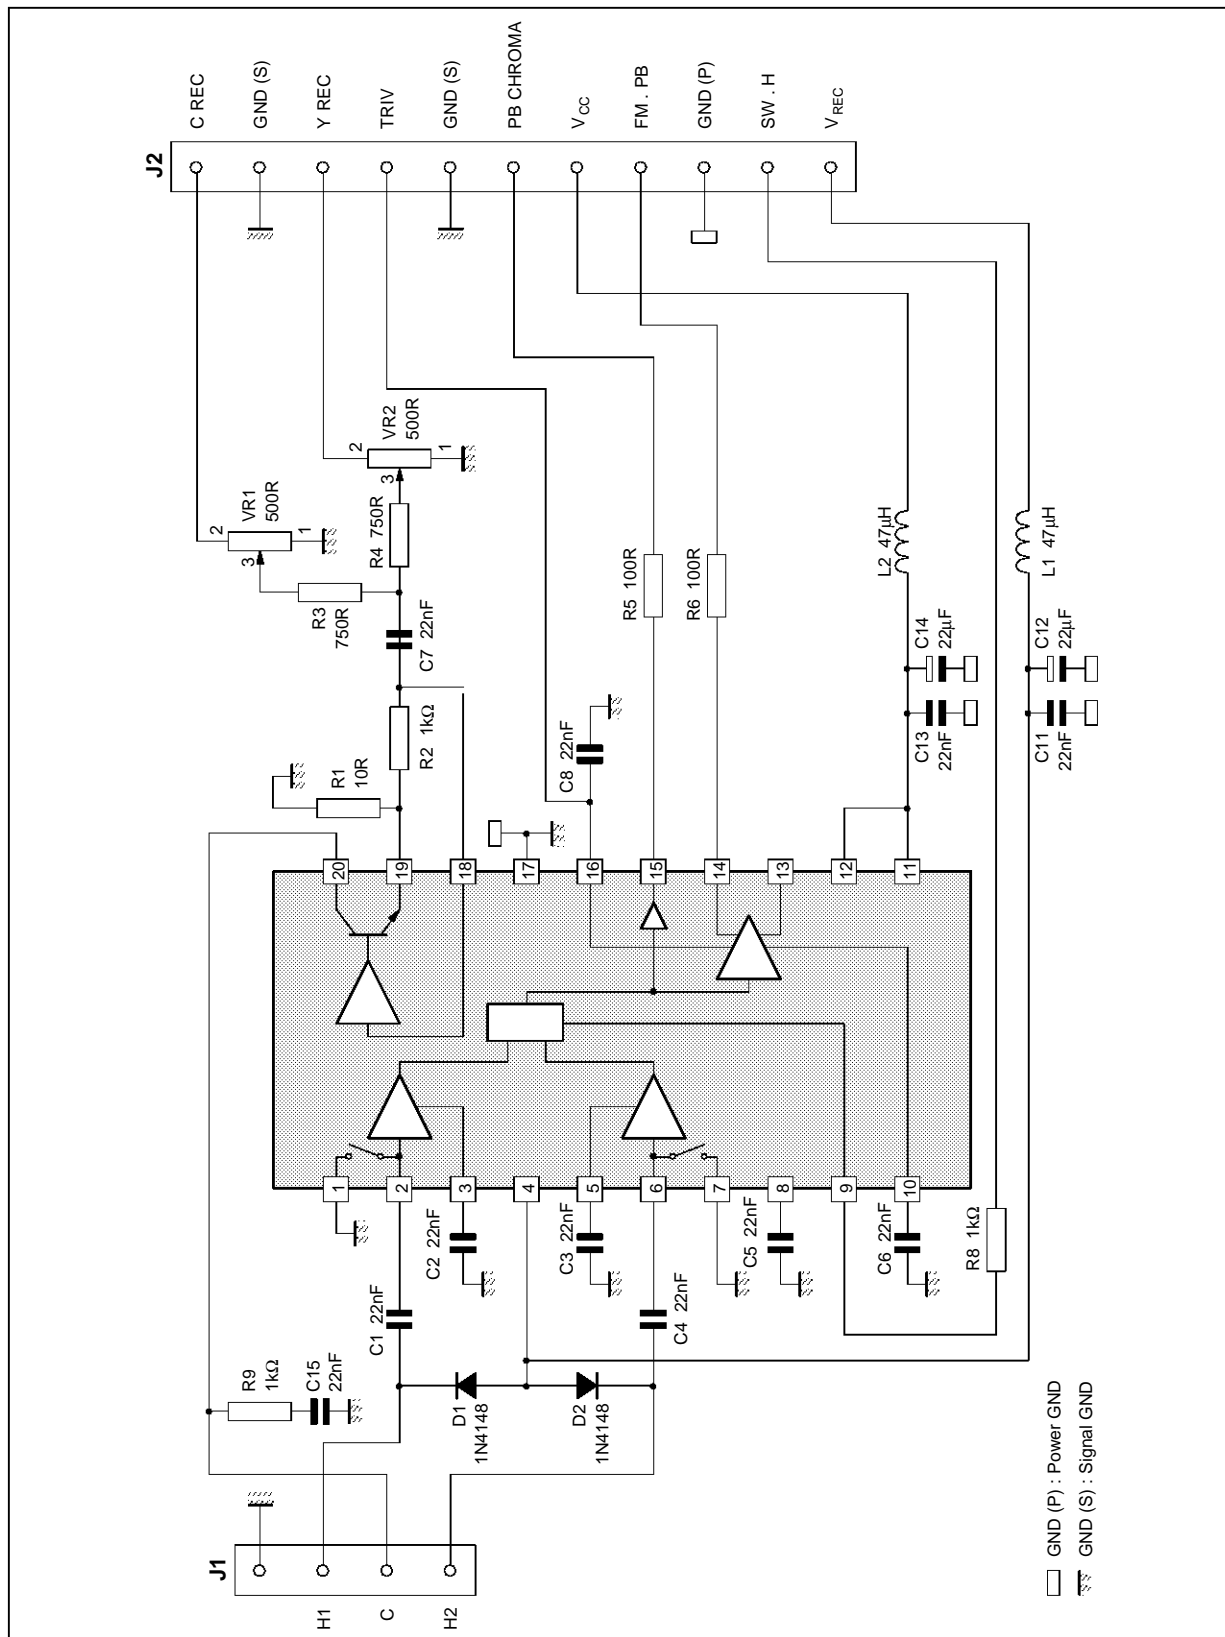 J2
C REC
GND (S)
Y REC
TRIV
GND (S)
PB CHROMA
VCC
FM . PB
GND (P)
SW . H
VREC
VR1
500R
2
3
1
VR2
500R
2
3
1
R3
750R
R4 750R
C7 22nF
R2 1kΩ
R1
10R
C8 22nF
R5 100R
R6 100R
L2 47µH
L1 47µH
C14
22µF
C13
22nF
C12
22µF
C11
22nF
20
19
18
17
16
15
14
13
12
11
1
2
3
4
5
6
7
8
9
10
C1 22nF
C2 22nF
C3 22nF
C4 22nF
C5 22nF
C6 22nF
R8 1kΩ
R9
1kΩ
C15
22nF
D1
1N4148
D2
1N4148
J1
H1
C
H2
GND (P) : Power GND
GND (S) : Signal GND